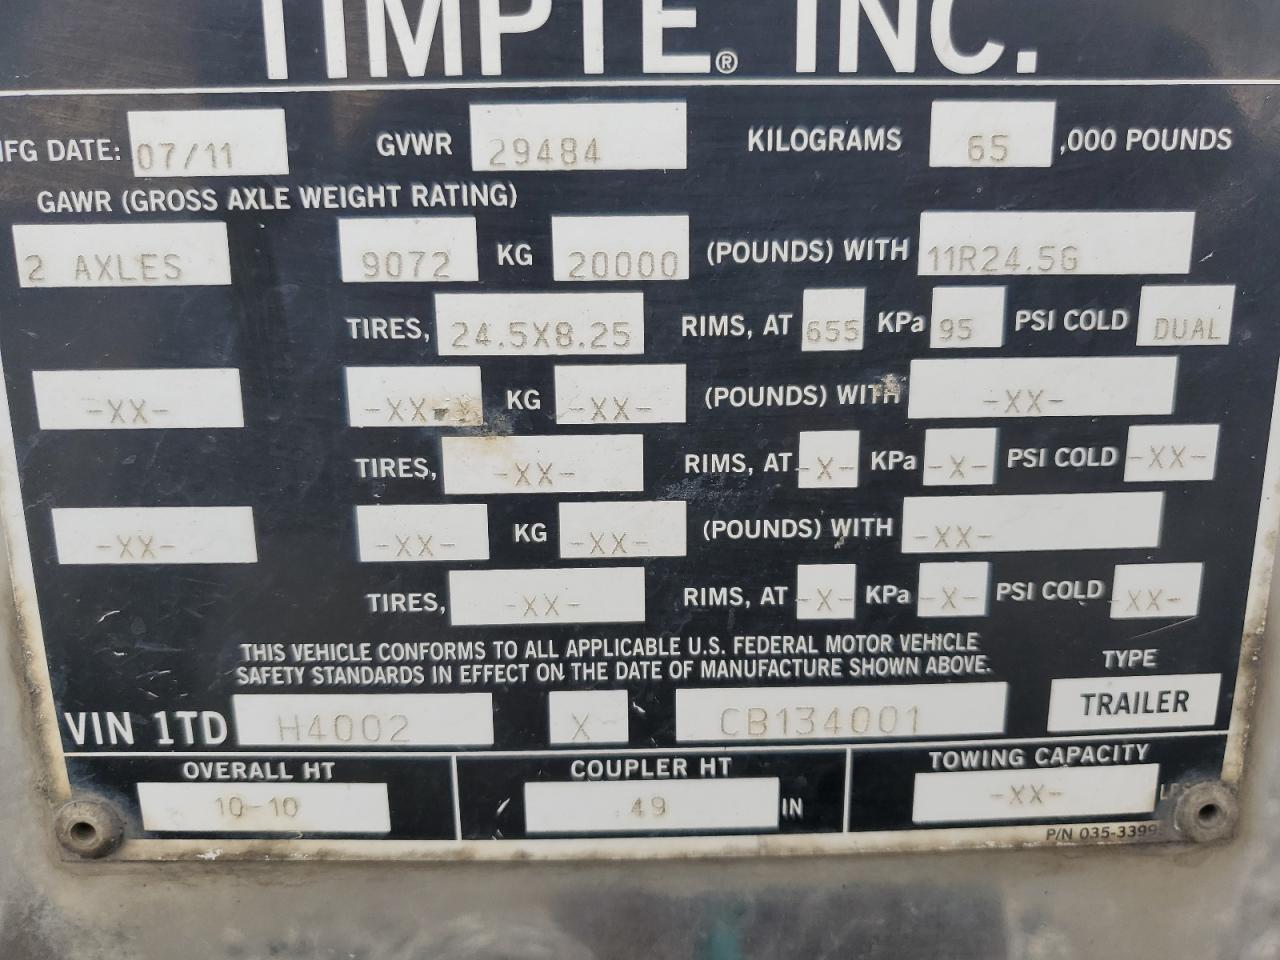 TIMPTE® INC.
MFG DATE: 07/11 GVWR 29484 KILOGRAMS 65 ,000 POUNDS
GAWR (GROSS AXLE WEIGHT RATING)
2 AXLES 9072 KG 20000 (POUNDS) WITH 11R24.5G
TIRES, 24.5X8.25 RIMS, AT 655 KPa 95 PSI COLD DUAL
-XX- -XX- KG -XX- (POUNDS) WITH -XX-
TIRES, -XX- RIMS, AT -X- KPa -X- PSI COLD -XX-
-XX- -XX- KG -XX- (POUNDS) WITH -XX-
TIRES, -XX- RIMS, AT -X- KPa -X- PSI COLD -XX-
THIS VEHICLE CONFORMS TO ALL APPLICABLE U.S. FEDERAL MOTOR VEHICLE
SAFETY STANDARDS IN EFFECT ON THE DATE OF MANUFACTURE SHOWN ABOVE.
TYPE
VIN 1TD H4002 X CB134001 TRAILER
OVERALL HT COUPLER HT TOWING CAPACITY
10-10 49 IN -XX-
P/N 035-3399